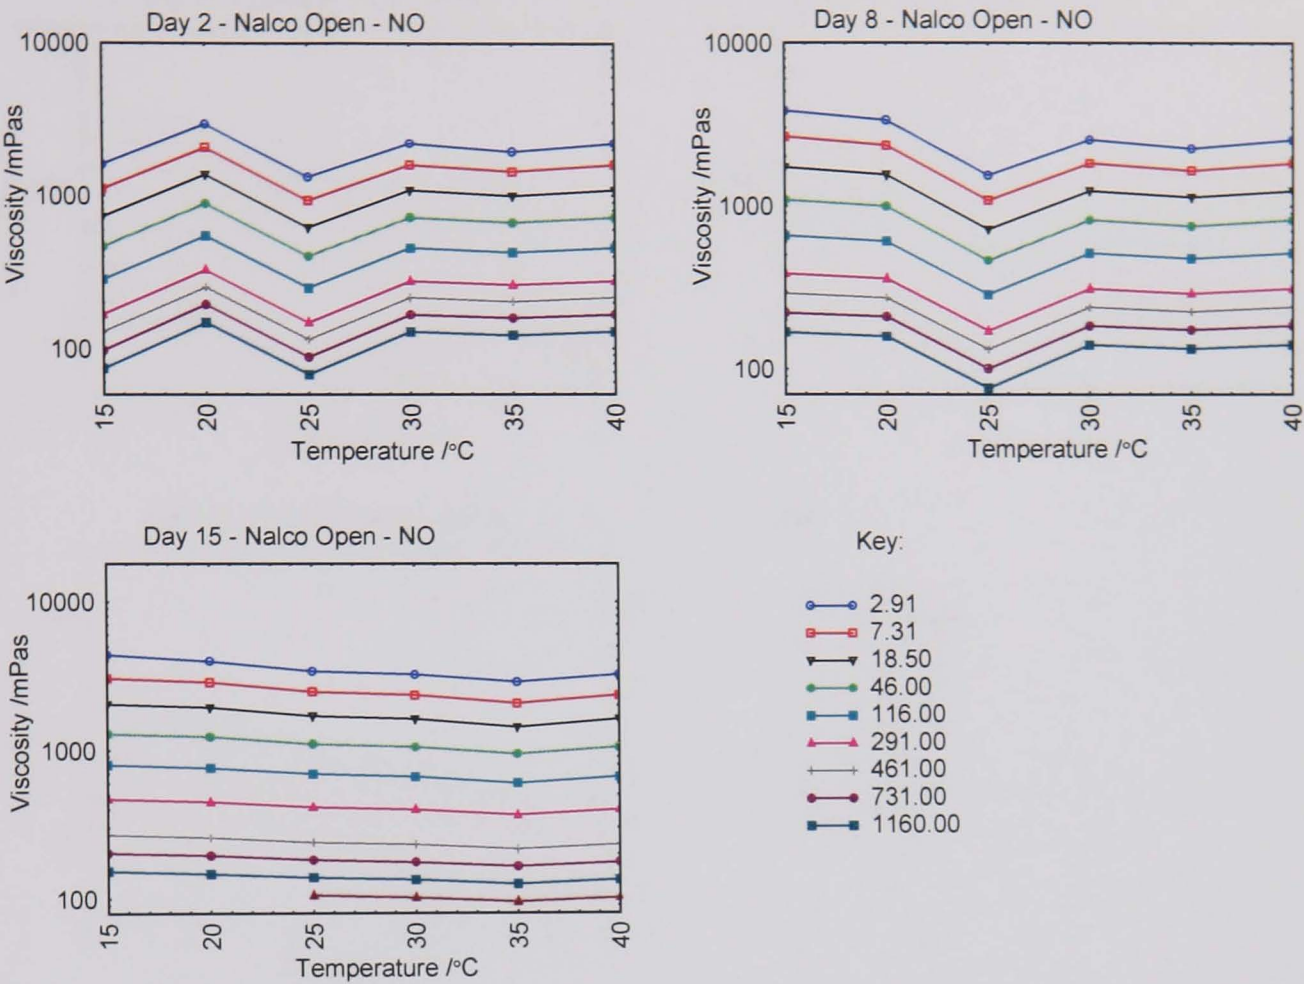 Day 2 - Nalco Open - NO
10000
1000
100
Viscosity /mPas
15 20 25 30 35 40
Temperature /°C
Day 8 - Nalco Open - NO
10000
1000
100
Viscosity /mPas
15 20 25 30 35 40
Temperature /°C
Day 15 - Nalco Open - NO
10000
1000
100
Viscosity /mPas
15 20 25 30 35 40
Temperature /°C
Key:
2.91
7.31
18.50
46.00
116.00
291.00
461.00
731.00
1160.00